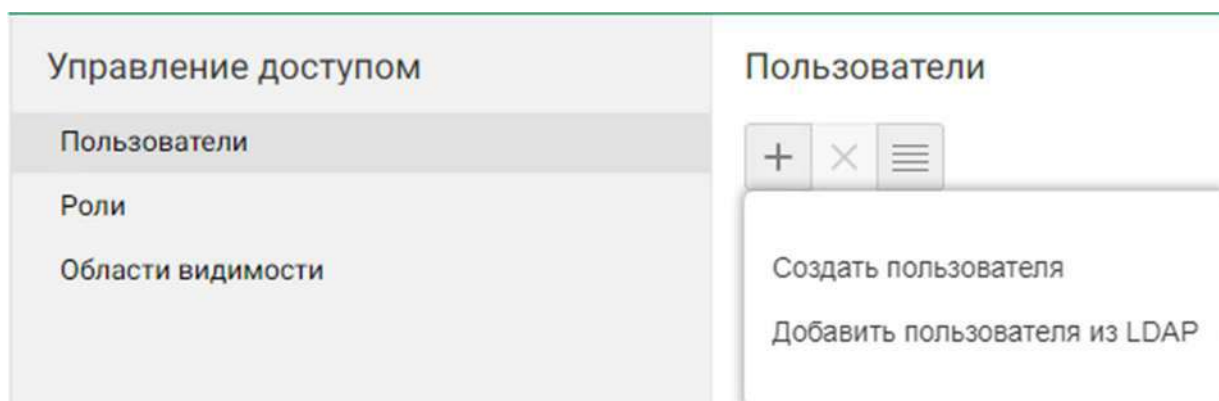 Управление доступом
Пользователи
Роли
Области видимости
Пользователи
Создать пользователя
Добавить пользователя из LDAP